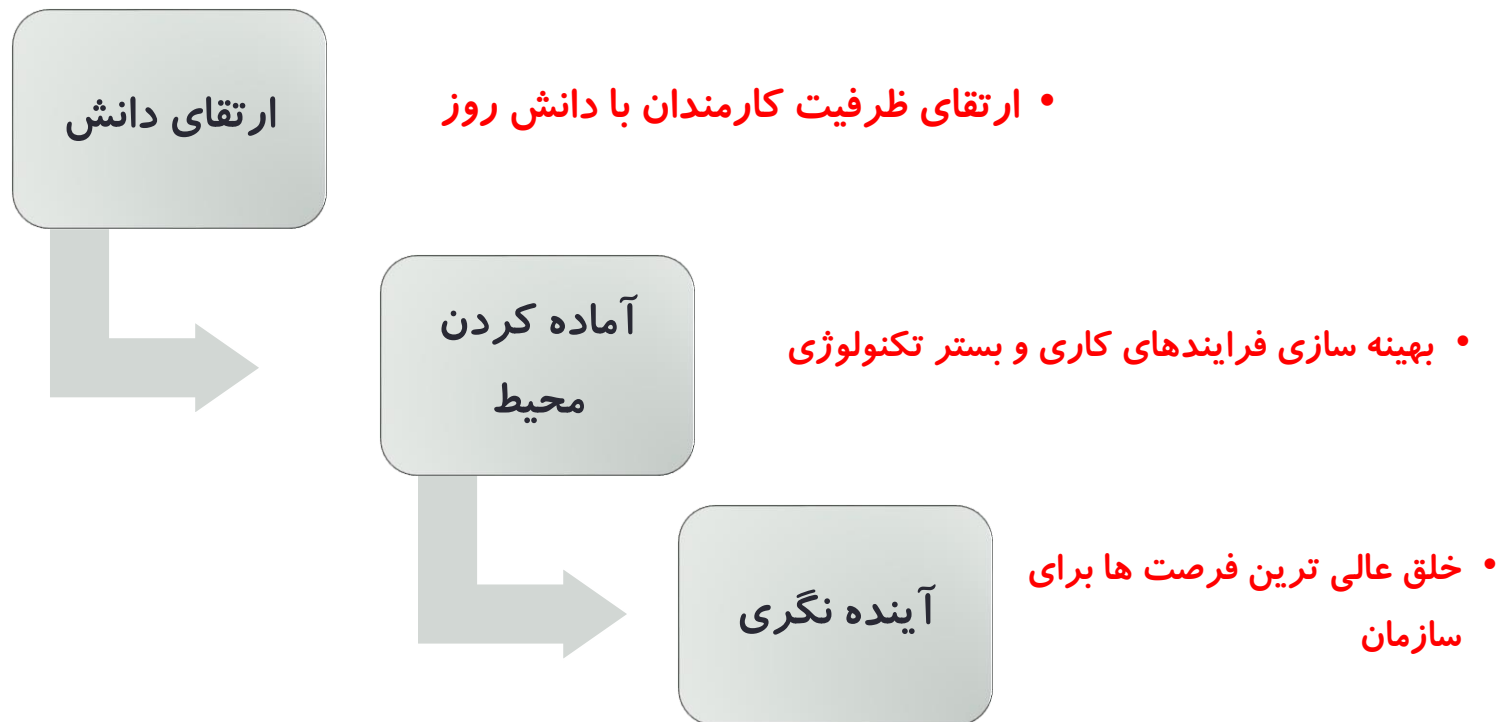 ارتقای دانش
• ارتقای ظرفیت کارمندان با دانش روز
آماده کردن
محیط
• بهینه سازی فرایندهای کاری و بستر تکنولوژی
آینده نگری
• خلق عالی ترین فرصت ها برای
سازمان